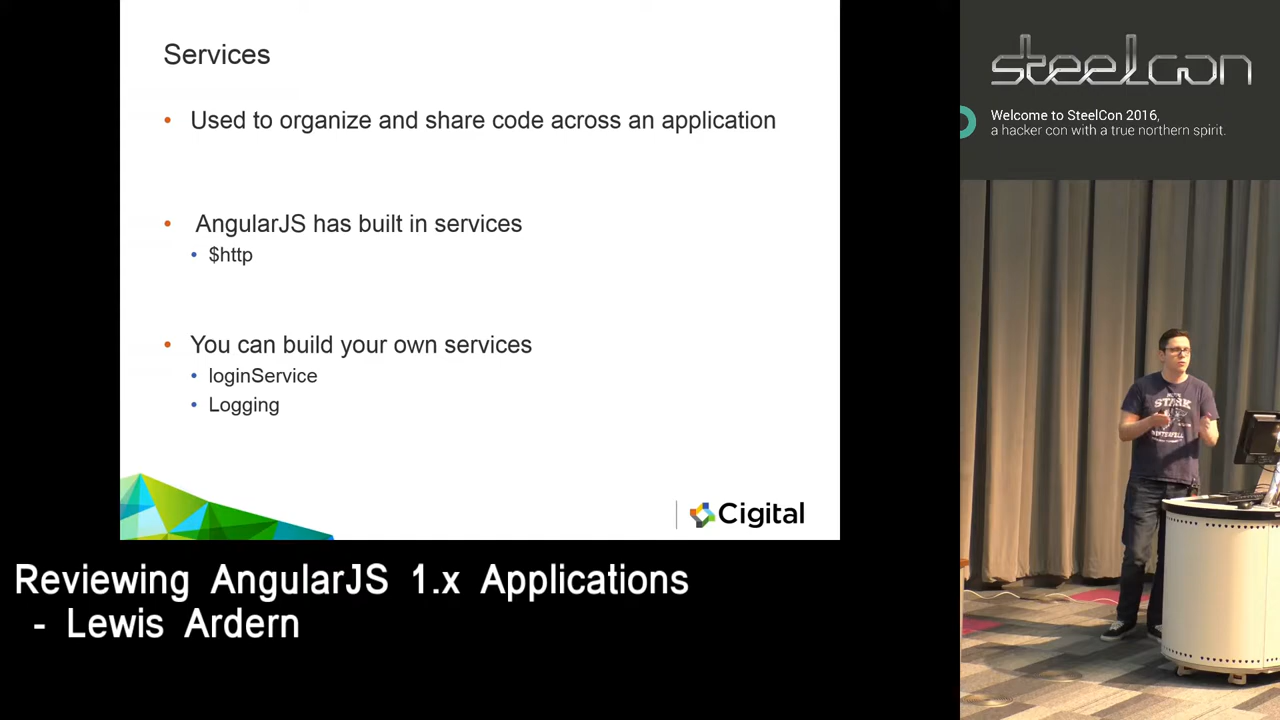 Services
• Used to organize and share code across an application
• AngularJS has built in services
• $http
• You can build your own services
• loginService
• Logging
Cigital
Reviewing AngularJS 1.x Applications
- Lewis Ardern
steelcon
Welcome to SteelCon 2016,
a hacker con with a true northern spirit.
STARK
WINTERFELL